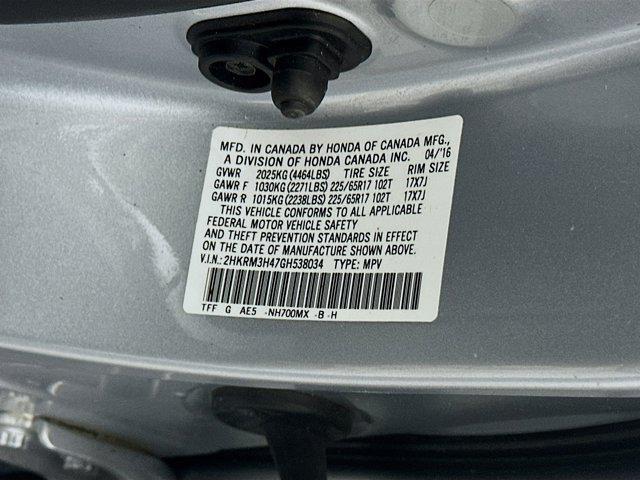 MFD. IN CANADA BY HONDA OF CANADA MFG.,
A DIVISION OF HONDA CANADA INC. 04/'16
GVWR 2025KG (4464LBS) TIRE SIZE RIM SIZE
GAWR F 1030KG (2271LBS) 225/65R17 102T 17X7J
GAWR R 1015KG (2238LBS) 225/65R17 102T 17X7J
THIS VEHICLE CONFORMS TO ALL APPLICABLE
FEDERAL MOTOR VEHICLE SAFETY
AND THEFT PREVENTION STANDARDS IN EFFECT
ON THE DATE OF MANUFACTURE SHOWN ABOVE.
V.I.N.: 2HKRM3H47GH538034 TYPE: MPV
TFF G AE5 -NH700MX -B -H